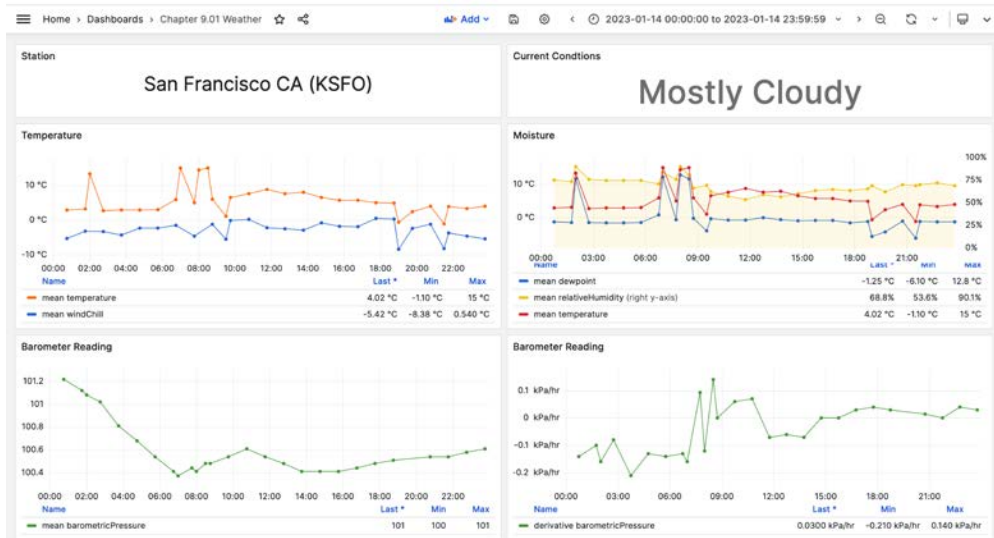 Home › Dashboards › Chapter 9.01 Weather
Add
2023-01-14 00:00:00 to 2023-01-14 23:59:59
Station
San Francisco CA (KSFO)
Current Condtions
Mostly Cloudy
Temperature
10 °C
0 °C
-10 °C
00:00 02:00 04:00 06:00 08:00 10:00 12:00 14:00 16:00 18:00 20:00 22:00
Name Last * Min Max
mean temperature 4.02 °C -1.10 °C 15 °C
mean windChill -5.42 °C -8.38 °C 0.540 °C
Moisture
10 °C
0 °C
100%
75%
50%
25%
0%
00:00 03:00 06:00 09:00 12:00 15:00 18:00 21:00
Name Last * Min Max
mean dewpoint -1.25 °C -6.10 °C 12.8 °C
mean relativeHumidity (right y-axis) 68.8% 53.6% 90.1%
mean temperature 4.02 °C -1.10 °C 15 °C
Barometer Reading
101.2
101
100.8
100.6
100.4
00:00 02:00 04:00 06:00 08:00 10:00 12:00 14:00 16:00 18:00 20:00 22:00
Name Last * Min Max
mean barometricPressure 101 100 101
Barometer Reading
0.1 kPa/hr
0 kPa/hr
-0.1 kPa/hr
-0.2 kPa/hr
00:00 03:00 06:00 09:00 12:00 15:00 18:00 21:00
Name Last * Min Max
derivative barometricPressure 0.0300 kPa/hr -0.210 kPa/hr 0.140 kPa/hr